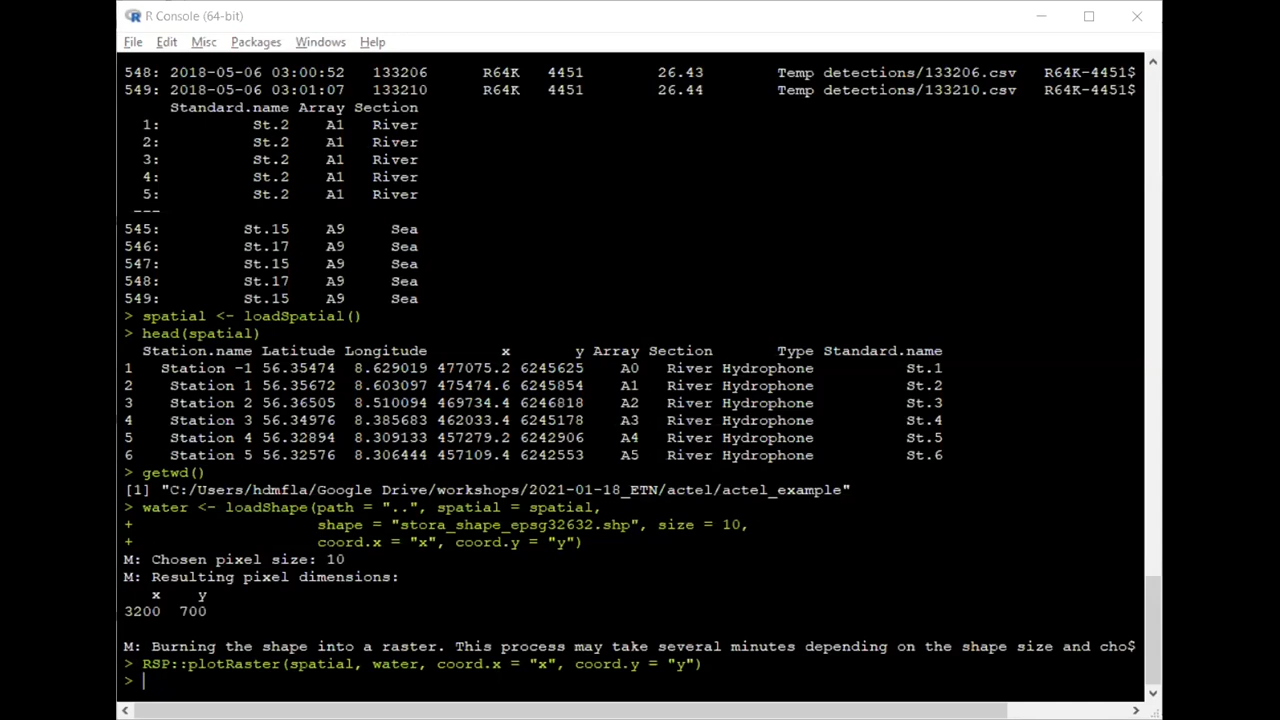 R Console (64-bit)
File Edit Misc Packages Windows Help
548: 2018-05-06 03:00:52 133206 R64K 4451 26.43 Temp detections/133206.csv R64K-4451$
549: 2018-05-06 03:01:07 133210 R64K 4451 26.44 Temp detections/133210.csv R64K-4451$
Standard.name Array Section
1: St.2 A1 River
2: St.2 A1 River
3: St.2 A1 River
4: St.2 A1 River
5: St.2 A1 River
---
545: St.15 A9 Sea
546: St.17 A9 Sea
547: St.15 A9 Sea
548: St.17 A9 Sea
549: St.15 A9 Sea
> spatial <- loadSpatial()
> head(spatial)
Station.name Latitude Longitude x y Array Section Type Standard.name
1 Station -1 56.35474 8.629019 477075.2 6245625 A0 River Hydrophone St.1
2 Station 1 56.35672 8.603097 475474.6 6245854 A1 River Hydrophone St.2
3 Station 2 56.36505 8.510094 469734.4 6246818 A2 River Hydrophone St.3
4 Station 3 56.34976 8.385683 462033.4 6245178 A3 River Hydrophone St.4
5 Station 4 56.32894 8.309133 457279.2 6242906 A4 River Hydrophone St.5
6 Station 5 56.32576 8.306444 457109.4 6242553 A5 River Hydrophone St.6
> getwd()
[1] "C:/Users/hdmfla/Google Drive/workshops/2021-01-18_ETN/actel/actel_example"
> water <- loadShape(path = "..", spatial = spatial,
+ shape = "stora_shape_epsg32632.shp", size = 10,
+ coord.x = "x", coord.y = "y")
M: Chosen pixel size: 10
M: Resulting pixel dimensions:
x y
3200 700
M: Burning the shape into a raster. This process may take several minutes depending on the shape size and cho$
> RSP::plotRaster(spatial, water, coord.x = "x", coord.y = "y")
>